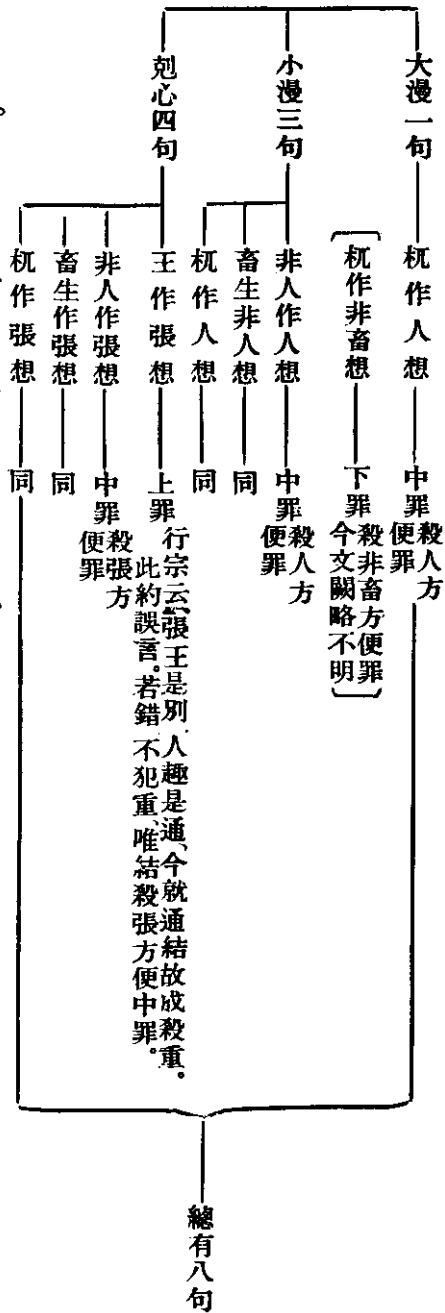 大漫一句
杌作人想
中罪 殺人方
便罪
〔杌作非畜想
下罪 殺非畜方便罪
今文闕略不明〕
小漫三句
非人作人想
中罪 殺人方
便罪
畜生非人想
同
杌作人想
同
剋心四句
王作張想
上罪 行宗云、張王是別、人趣是通、今就通結故成殺重。
此約誤言。若錯不犯重、唯結殺張方便中罪。
非人作張想
中罪 殺張方
便罪
畜生作張想
同
杌作張想
同
總有八句